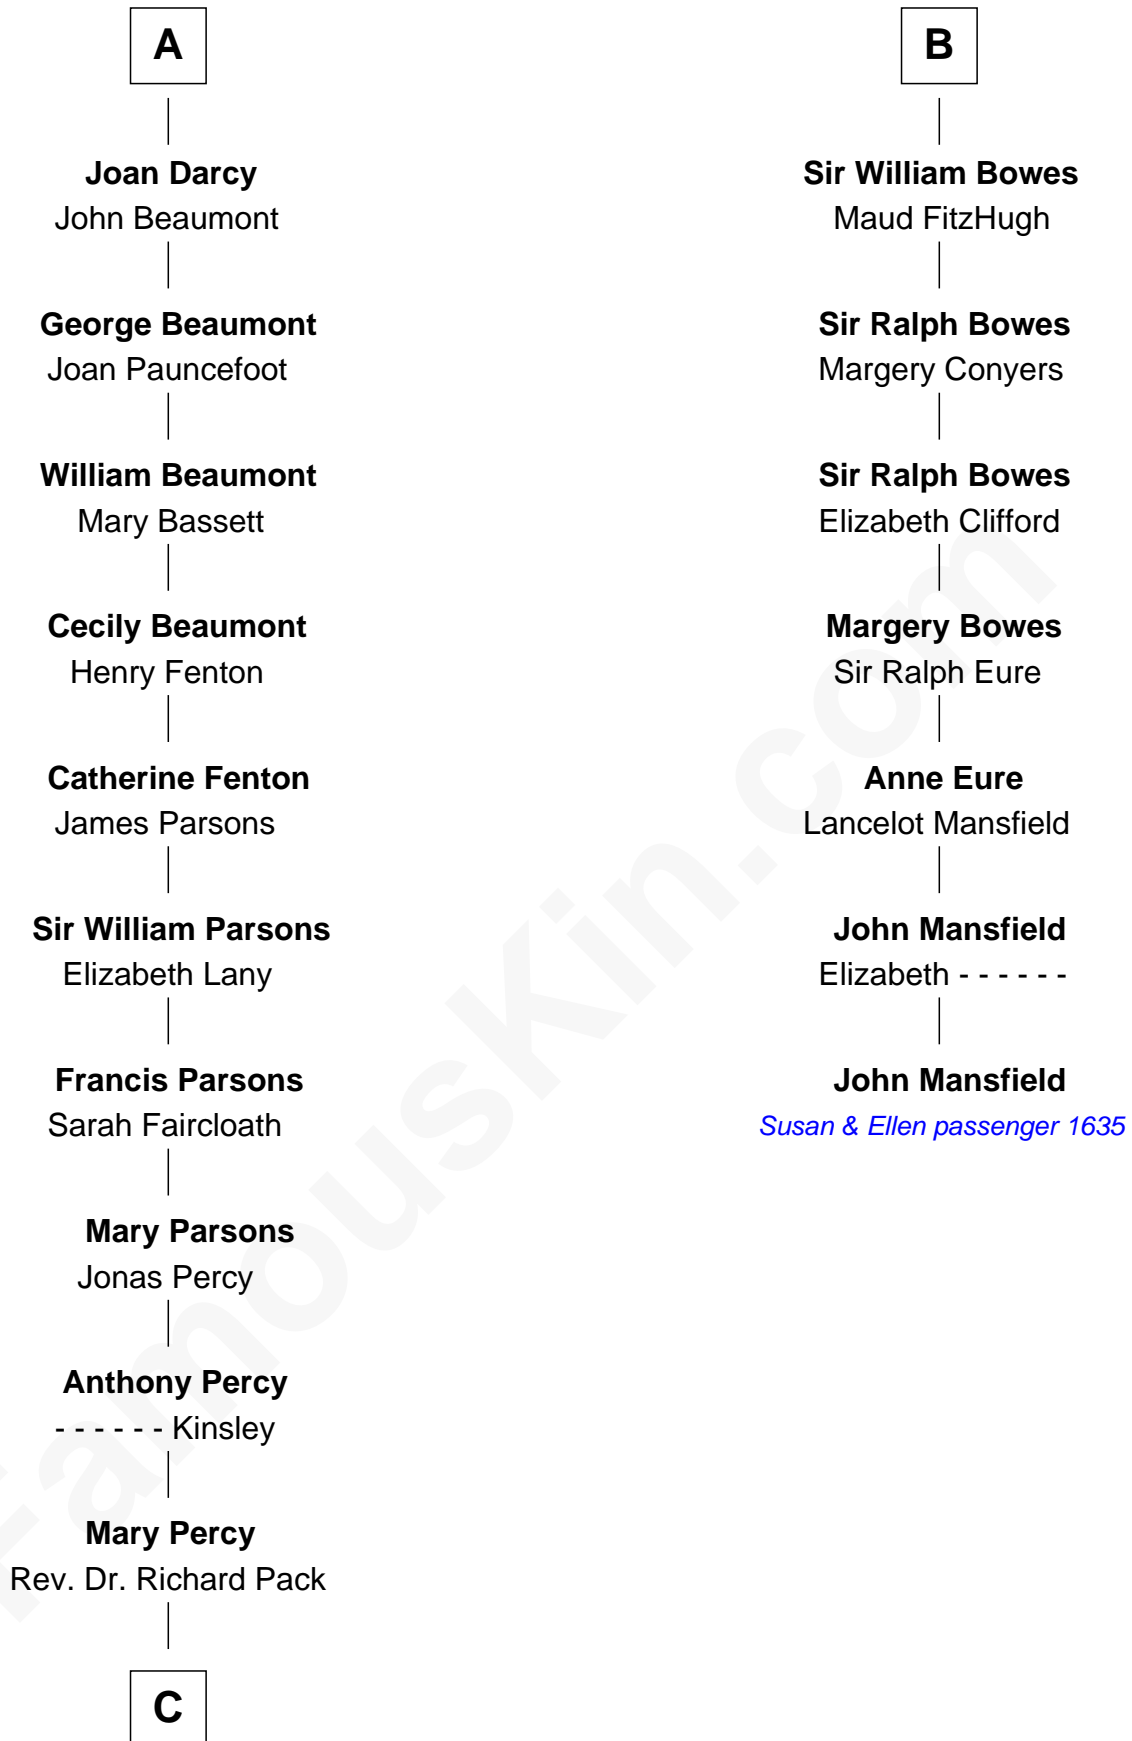 A
Joan Darcy
John Beaumont
George Beaumont
Joan Pauncefoot
William Beaumont
Mary Bassett
Cecily Beaumont
Henry Fenton
Catherine Fenton
James Parsons
Sir William Parsons
Elizabeth Lany
Francis Parsons
Sarah Faircloath
Mary Parsons
Jonas Percy
Anthony Percy
- - - - - - Kinsley
Mary Percy
Rev. Dr. Richard Pack
C
B
Sir William Bowes
Maud FitzHugh
Sir Ralph Bowes
Margery Conyers
Sir Ralph Bowes
Elizabeth Clifford
Margery Bowes
Sir Ralph Eure
Anne Eure
Lancelot Mansfield
John Mansfield
Elizabeth - - - - - -
John Mansfield
Susan & Ellen passenger 1635
FamousKin.com